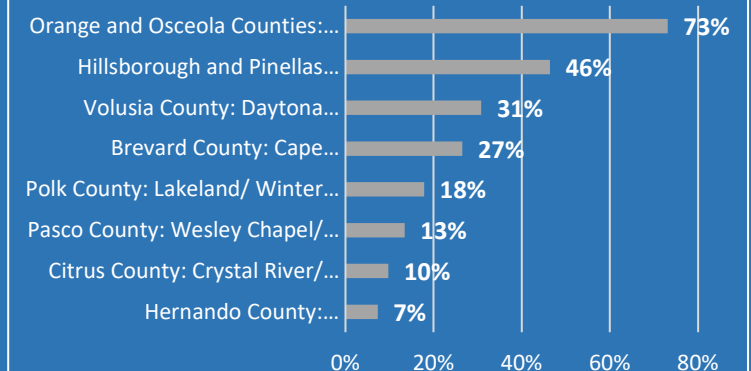 Orange and Osceola Counties:... 73%
Hillsborough and Pinellas... 46%
Volusia County: Daytona... 31%
Brevard County: Cape... 27%
Polk County: Lakeland/ Winter... 18%
Pasco County: Wesley Chapel/... 13%
Citrus County: Crystal River/... 10%
Hernando County:... 7%
0% 20% 40% 60% 80%